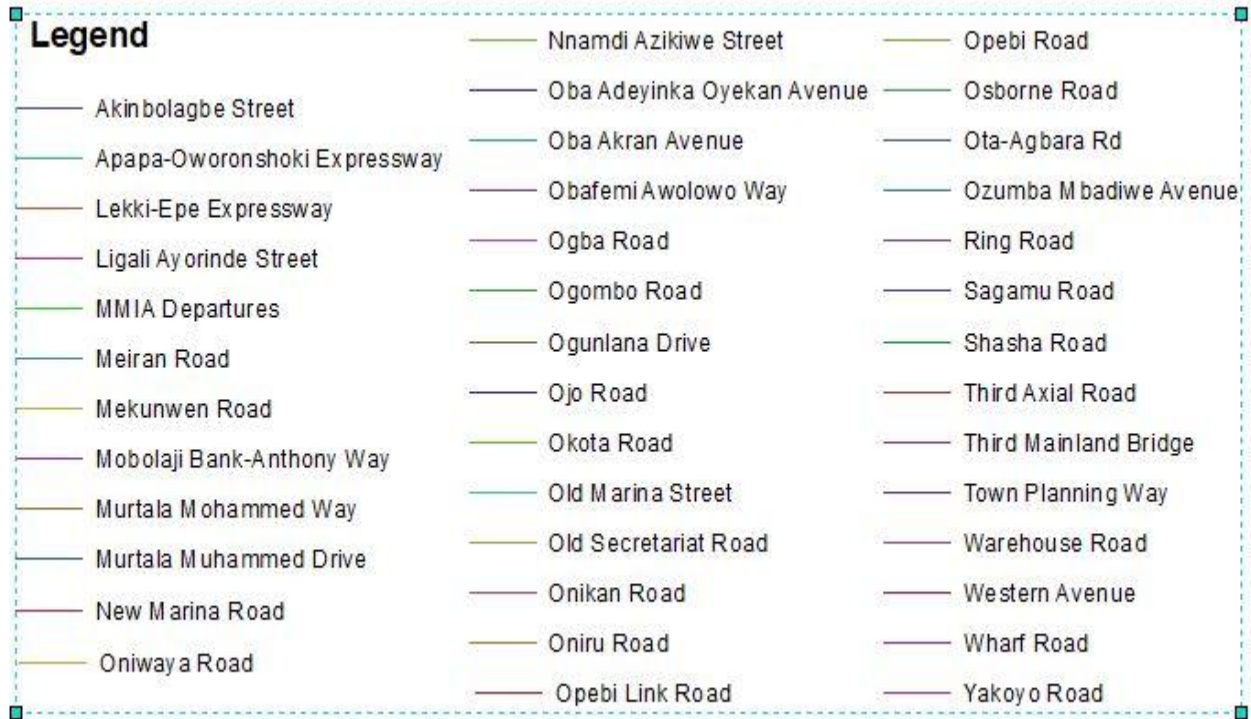 Legend
Akinbolagbe Street
Apapa-Oworonshoki Expressway
Lekki-Epe Expressway
Ligali Ayorinde Street
MMIA Departures
Meiran Road
Mekunwen Road
Mobolaji Bank-Anthony Way
Murtala Mohammed Way
Murtala Muhammed Drive
New Marina Road
Oniwaya Road
Nnamdi Azikiwe Street
Oba Adeyinka Oyekan Avenue
Oba Akran Avenue
Obafemi Awolowo Way
Ogba Road
Ogombo Road
Ogunlana Drive
Ojo Road
Okota Road
Old Marina Street
Old Secretariat Road
Onikan Road
Oniru Road
Opebi Link Road
Opebi Road
Osborne Road
Ota-Agbara Rd
Ozumba Mbadiwe Avenue
Ring Road
Sagamu Road
Shasha Road
Third Axial Road
Third Mainland Bridge
Town Planning Way
Warehouse Road
Western Avenue
Wharf Road
Yakoyo Road